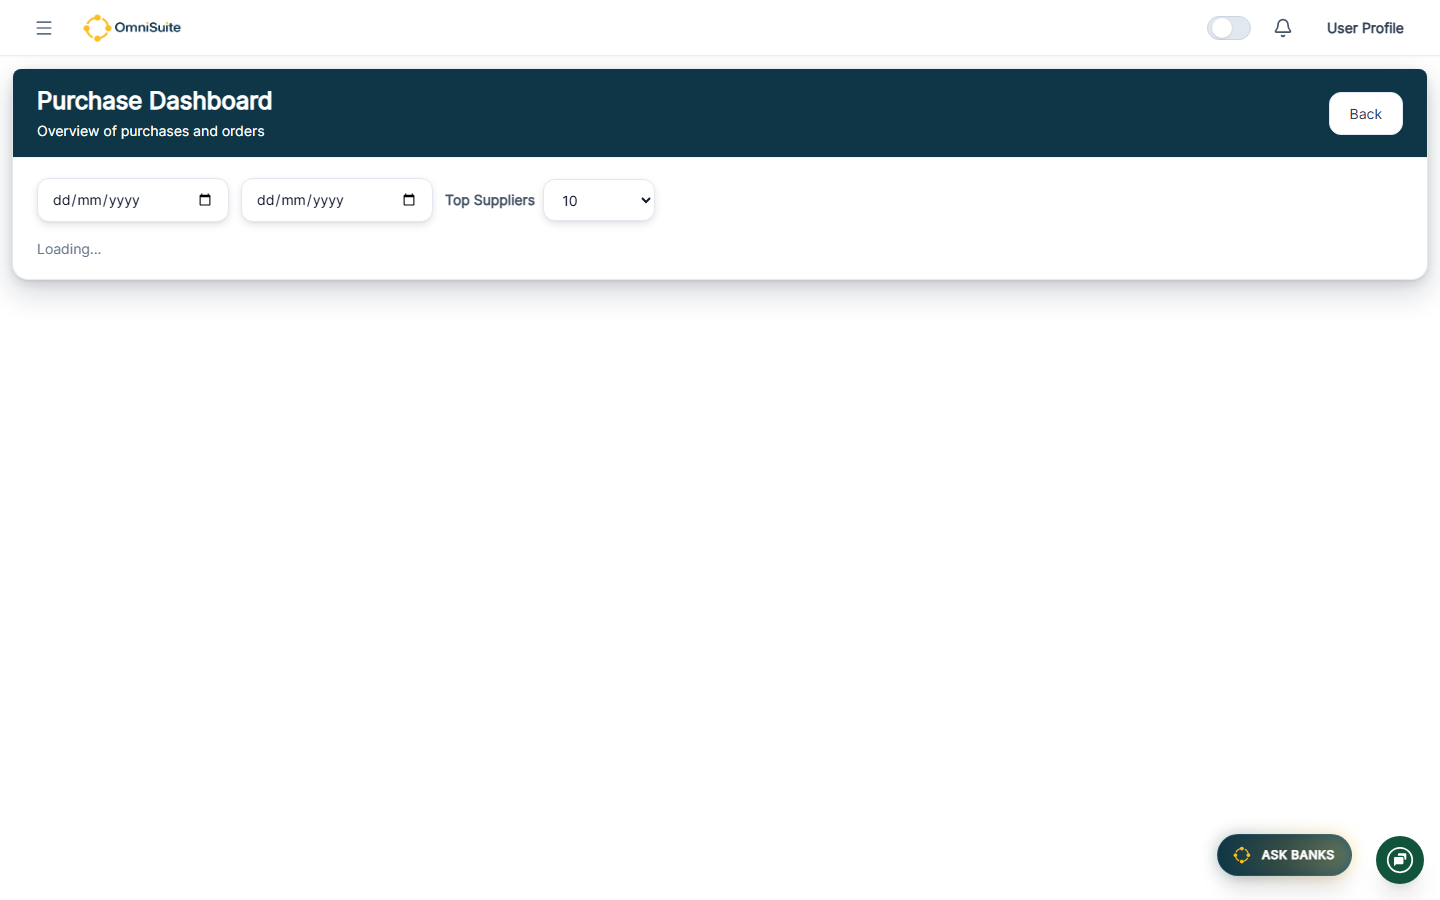 OmniSuite
User Profile
Purchase Dashboard
Overview of purchases and orders
Back
dd/mm/yyyy
dd/mm/yyyy
Top Suppliers
10
Loading...
ASK BANKS